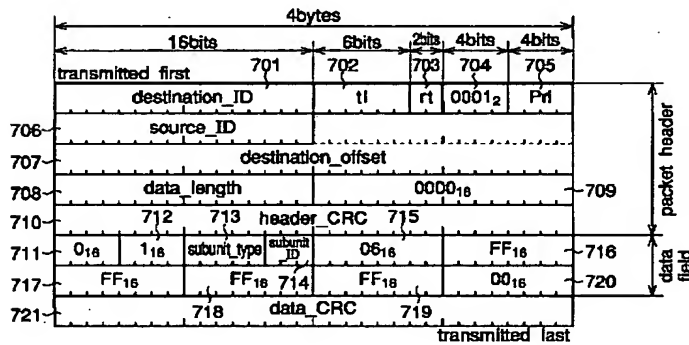 4bytes
16bits 6bits 2bits 4bits 4bits
transmitted first 701 702 703 704 705
destination_ID tl rt 0001₂ Pri
706 source_ID
707 destination_offset
708 data_length 0000₁₆ 709
710 712 713 header_CRC 715
packet header
711 0₁₆ 1₁₆ subunit_type subunit_ID 06₁₆ FF₁₆ 716
717 FF₁₆ FF₁₆ 714 FF₁₆ 00₁₆ 720
data field
721 718 data_CRC 719
transmitted last